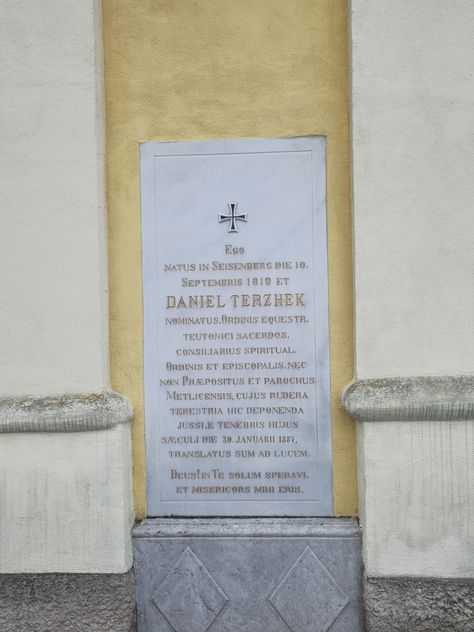 Ego
natus in Seisenberg die 10.
Septembris 1819 et
DANIEL TERZHEK
nominatus, Ordinis equestr.
teutonici sacerdos,
consiliarius spiritual.
Ordinis et episcopalis, nec
non Præpositus et parochus
Metlicensis, cujus rudera
terestria hic deponenda
jussi, e tenebris hujus
sæculi die 30. Januarii 1887,
translatus sum ad lucem.
Deus! in Te solum speravi,
et misericors mihi eris.